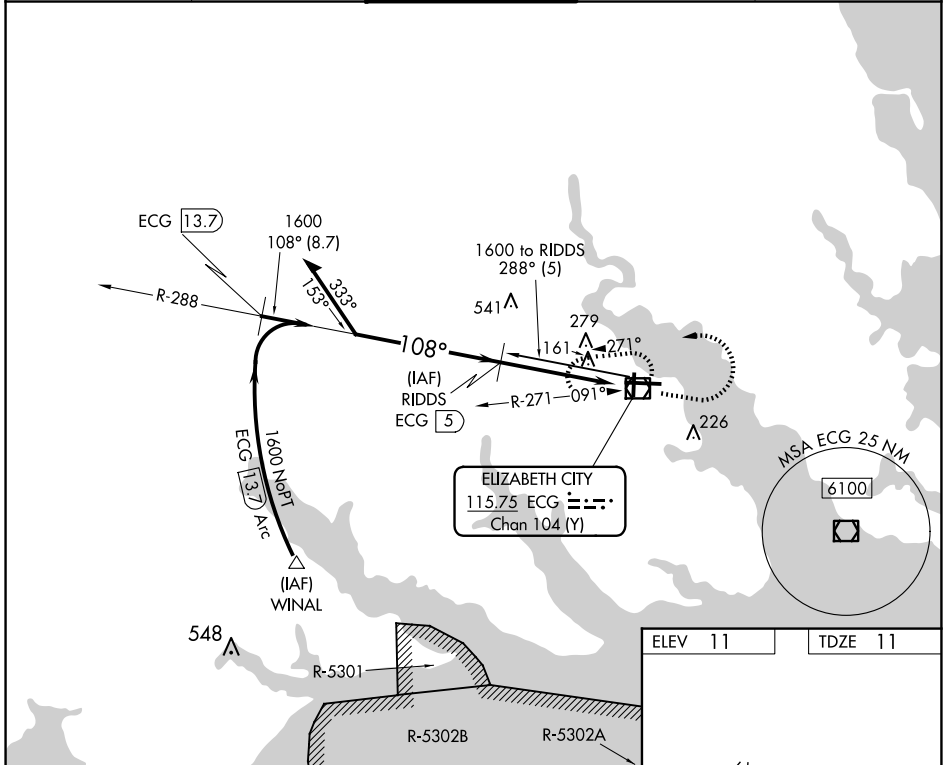 ECG 13.7
1600
108° (8.7)
R-288
333°
153°
1600 to RIDDS
288° (5)
541
279
161
271°
108°
(IAF)
RIDDS
ECG 5
R-271
091°
226
1600 NoPT
ECG 13.7 Arc
ELIZABETH CITY
115.75 ECG
Chan 104 (Y)
MSA ECG 25 NM
6100
(IAF)
WINAL
548
R-5301
R-5302B
R-5302A
ELEV 11
TDZE 11